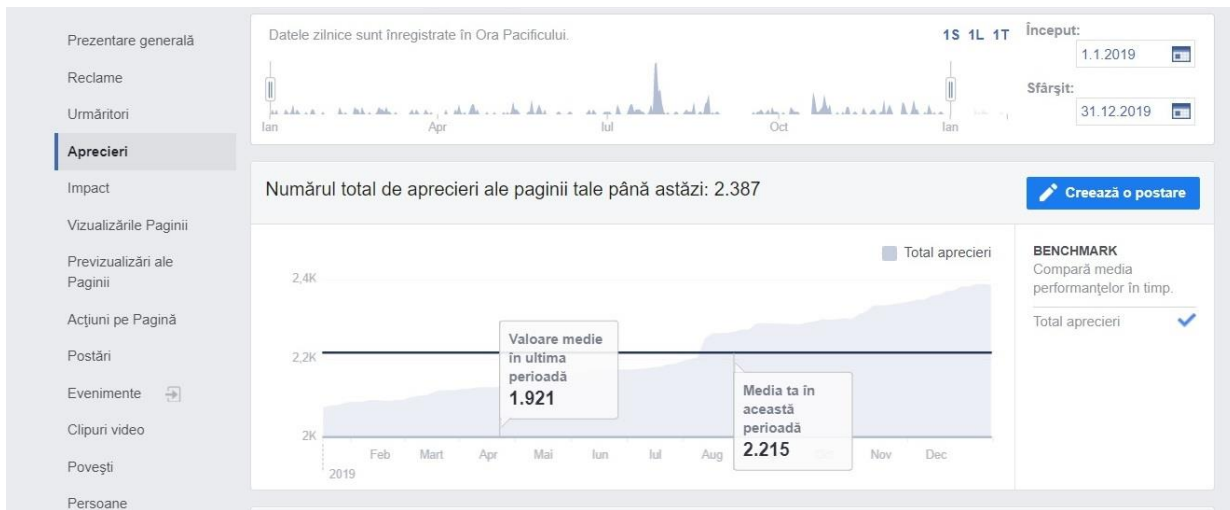 Prezentare generală
Reclame
Urmăritori
Aprecieri
Impact
Vizualizările Paginii
Previzualizări ale
Paginii
Acțiuni pe Pagină
Postări
Evenimente
Clipuri video
Povești
Persoane
Datele zilnice sunt înregistrate în Ora Pacificului.
1S 1L 1T
Ian Apr Iul Oct Ian
Început:
1.1.2019
Sfârșit:
31.12.2019
Numărul total de aprecieri ale paginii tale până astăzi: 2.387
Creează o postare
Total aprecieri
2,4K
2,2K
2K
Valoare medie
în ultima
perioadă
1.921
Media ta în
această
perioadă
2.215
Feb Mart Apr Mai Iun Iul Aug Nov Dec
2019
BENCHMARK
Compară media
performanțelor în timp.
Total aprecieri